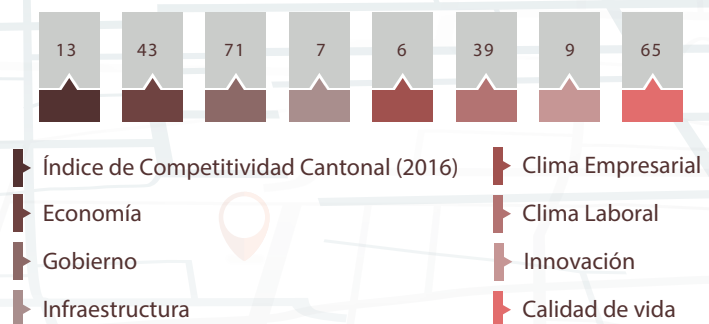 13 43 71 7 6 39 9 65
Índice de Competitividad Cantonal (2016)
Economía
Gobierno
Infraestructura
Clima Empresarial
Clima Laboral
Innovación
Calidad de vida